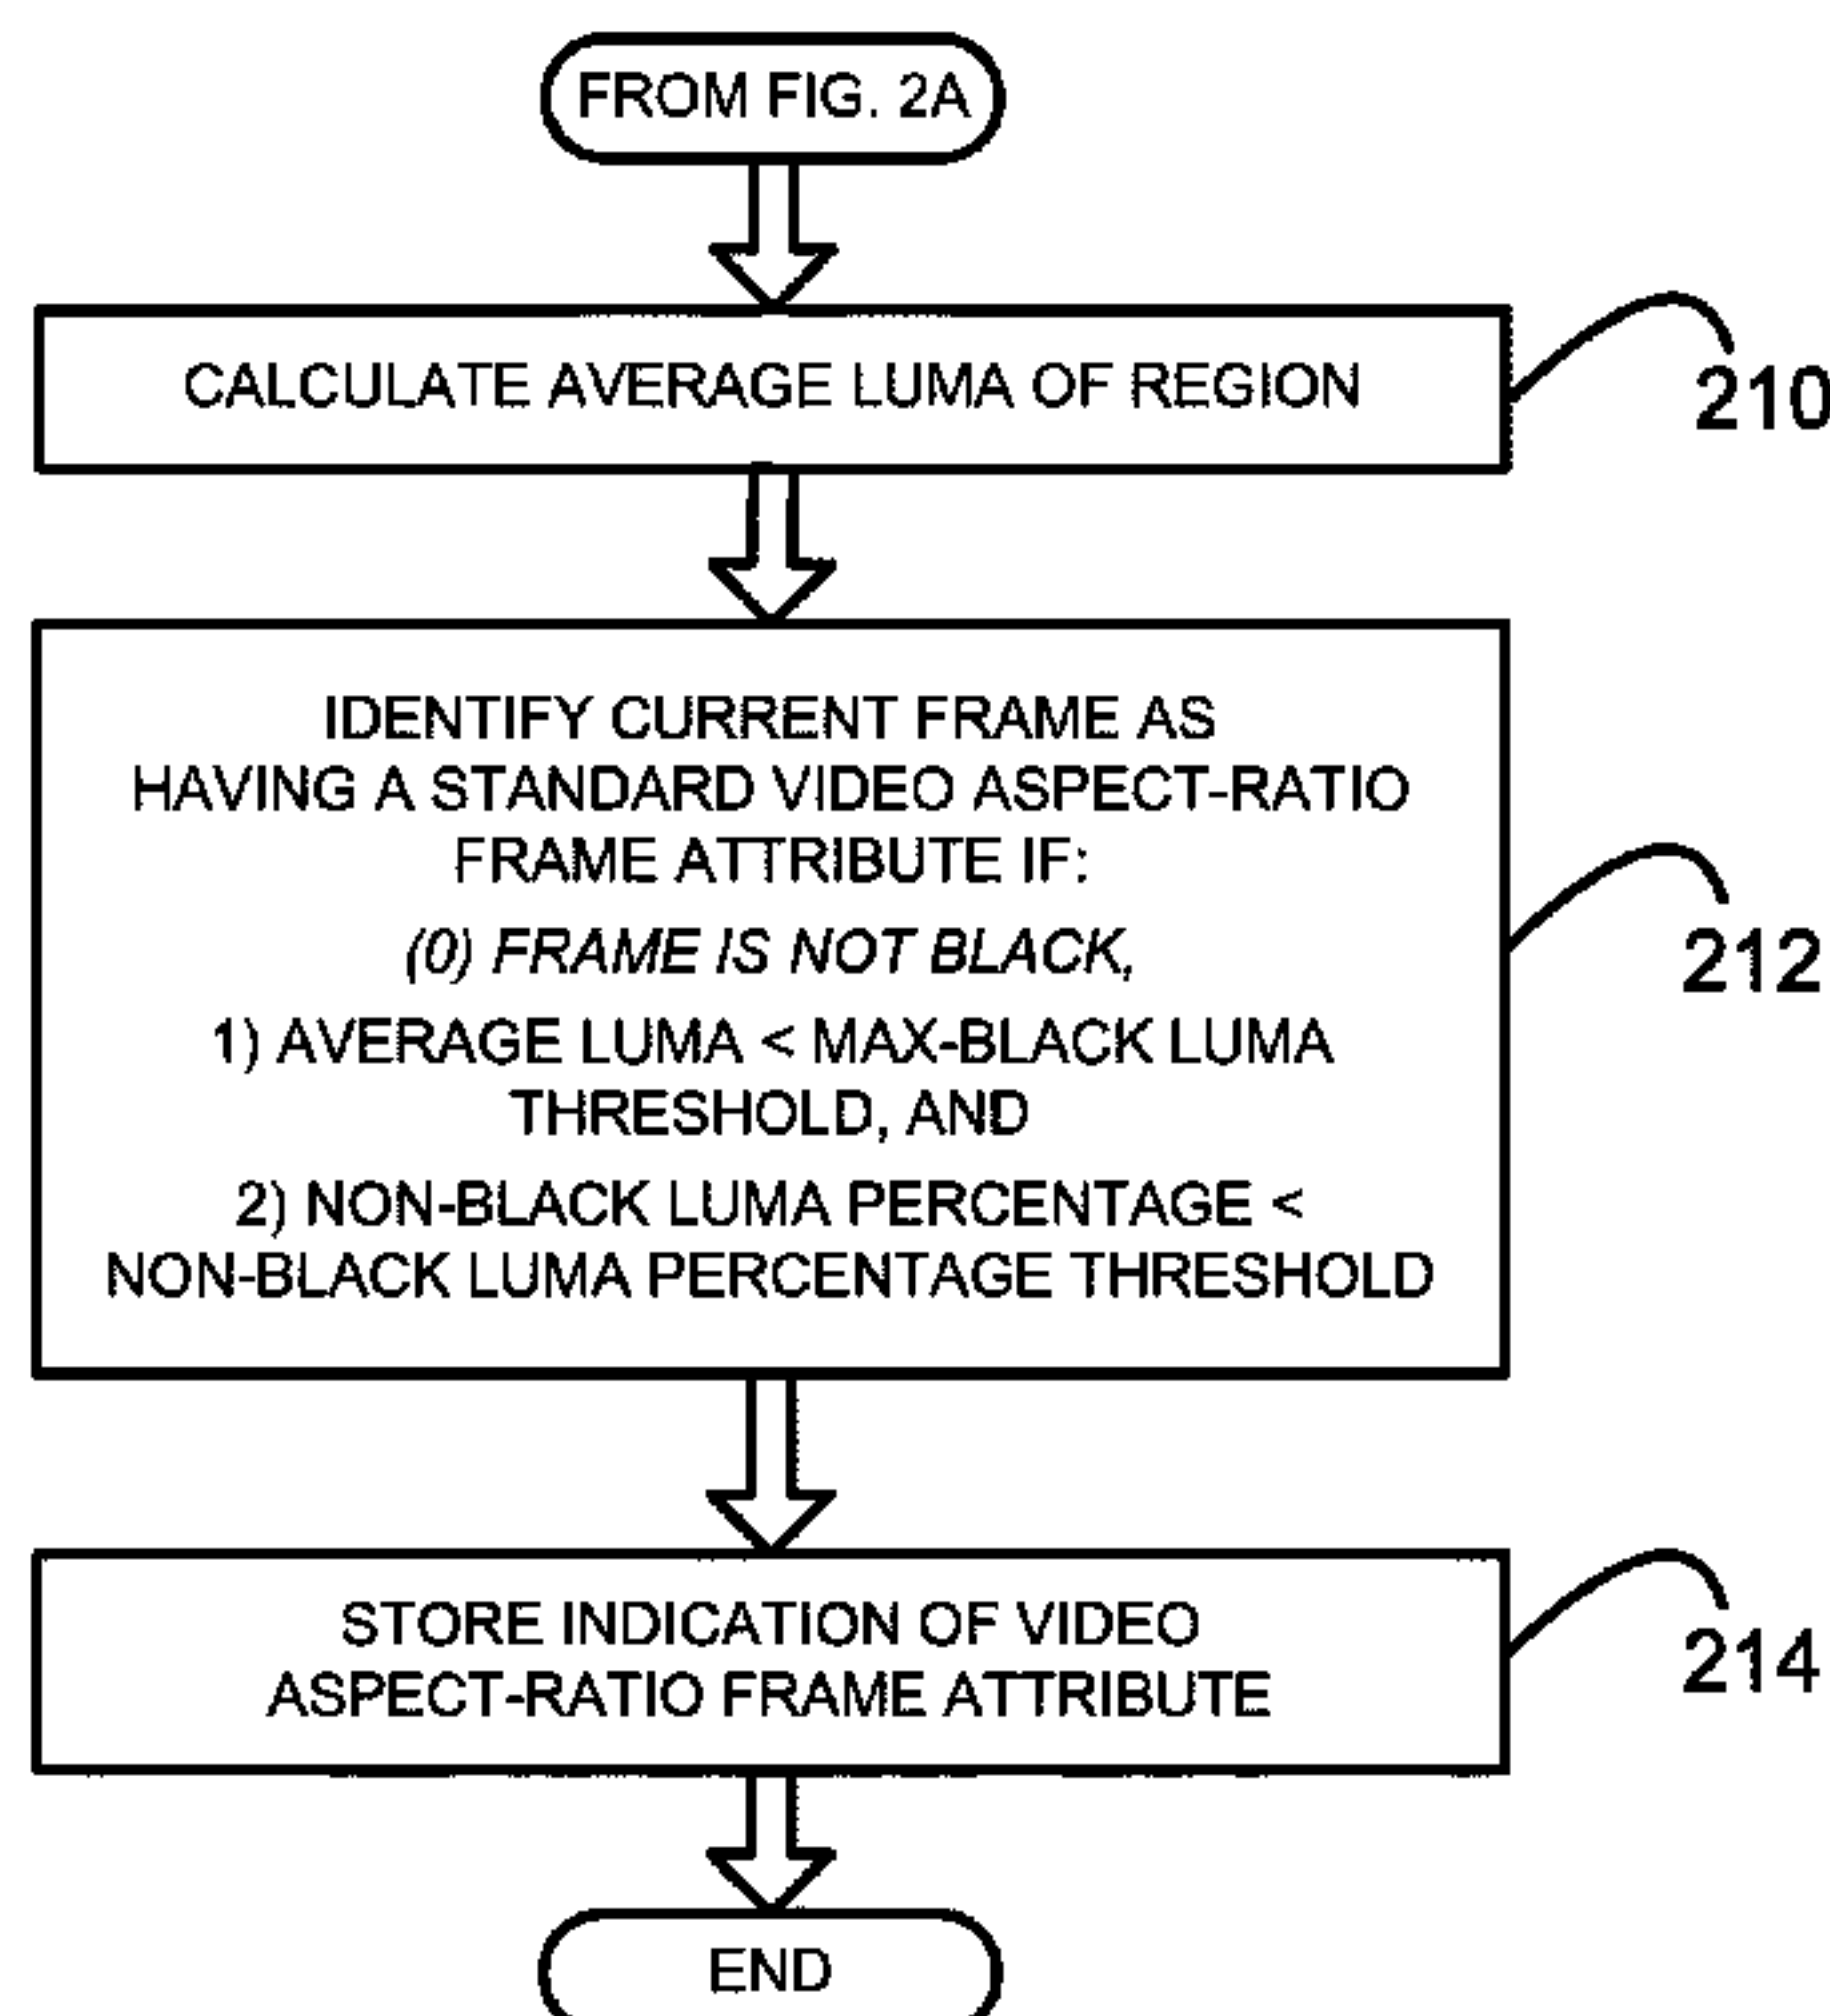 FROM FIG. 2A
CALCULATE AVERAGE LUMA OF REGION
210
IDENTIFY CURRENT FRAME AS
HAVING A STANDARD VIDEO ASPECT-RATIO
FRAME ATTRIBUTE IF:
(0) FRAME IS NOT BLACK,
1) AVERAGE LUMA < MAX-BLACK LUMA
THRESHOLD, AND
2) NON-BLACK LUMA PERCENTAGE <
NON-BLACK LUMA PERCENTAGE THRESHOLD
212
STORE INDICATION OF VIDEO
ASPECT-RATIO FRAME ATTRIBUTE
214
END